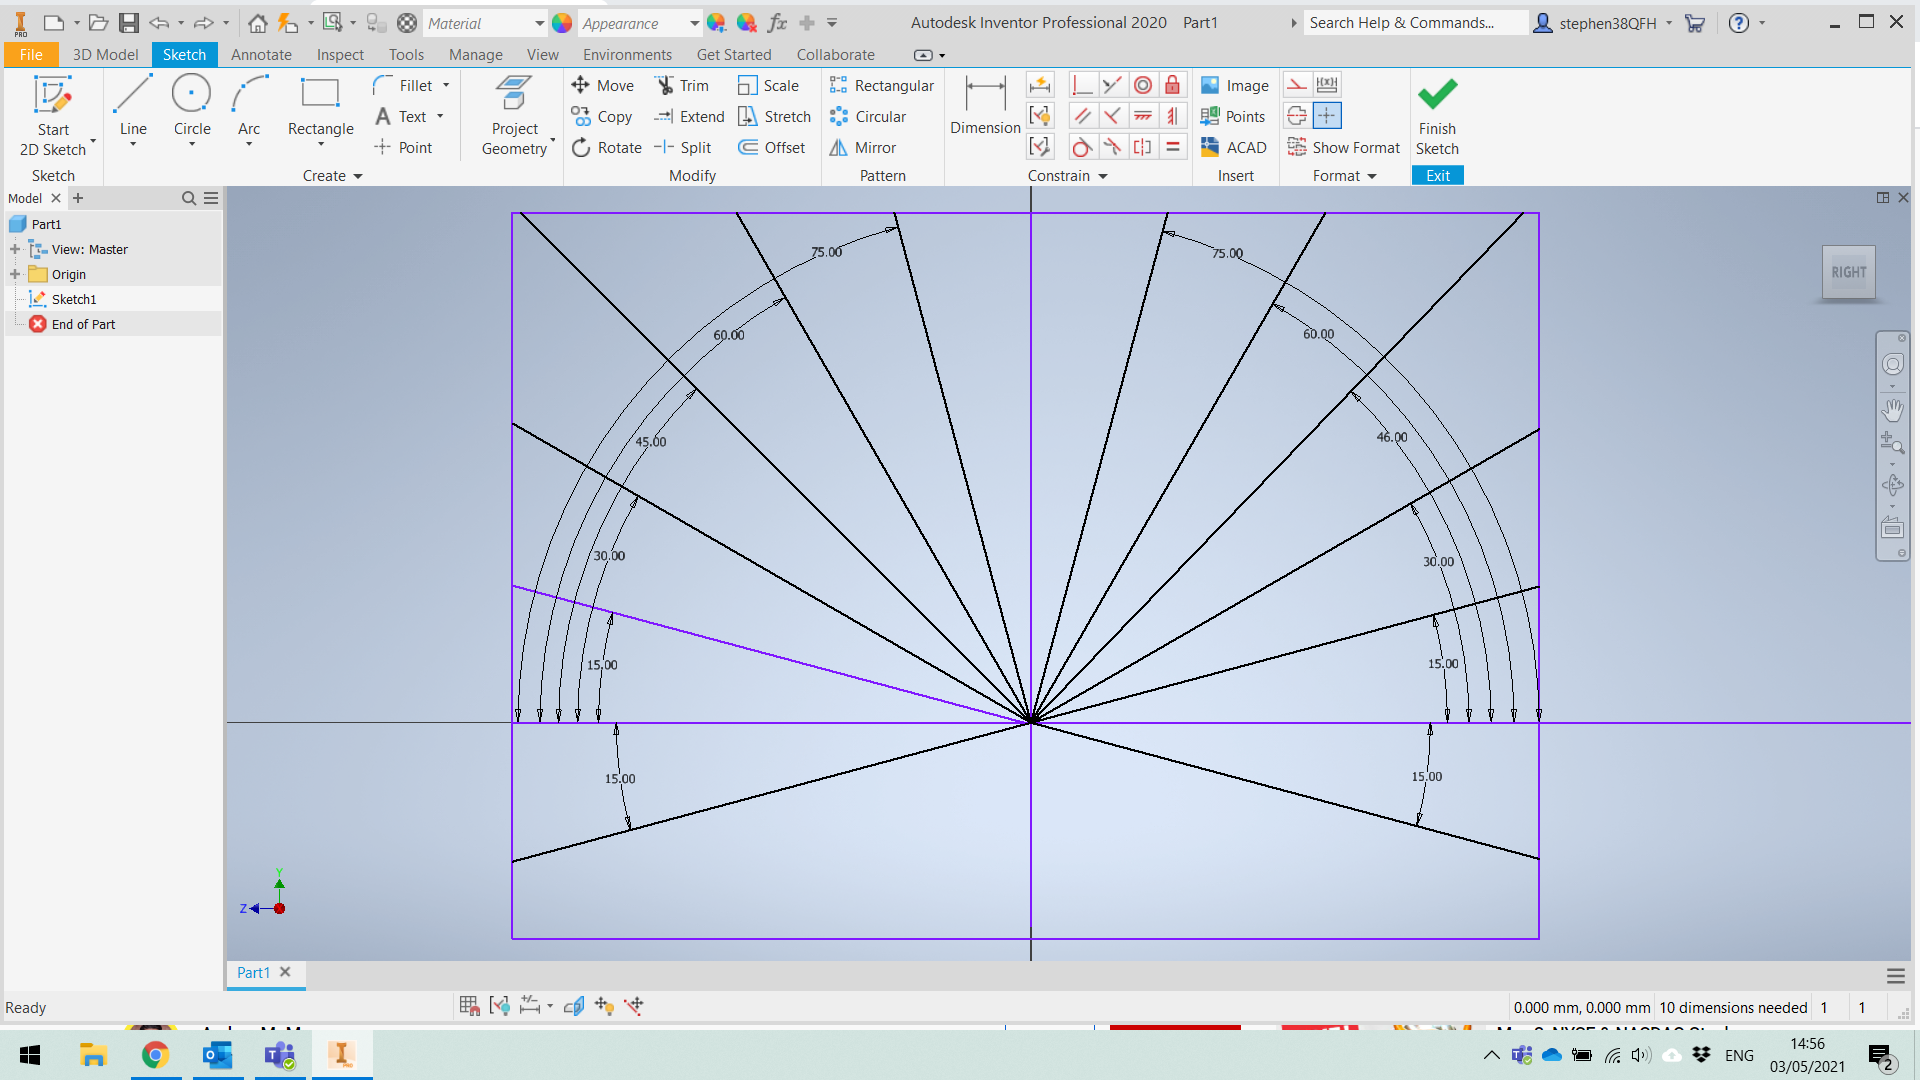 PRO
Material
Appearance
fx
Autodesk Inventor Professional 2020 Part1
Search Help & Commands...
stephen38QFH
File 3D Model Sketch Annotate Inspect Tools Manage View Environments Get Started Collaborate
Start
2D Sketch
Line
Circle
Arc
Rectangle
Fillet
Text
Point
Project
Geometry
Move
Copy
Rotate
Trim
Extend
Split
Scale
Stretch
Offset
Rectangular
Circular
Mirror
Dimension
Image
Points
ACAD
Show Format
Finish
Sketch
Sketch Create Modify Pattern Constrain Insert Format Exit
Model
Part1
View: Master
Origin
Sketch1
End of Part
RIGHT
75.00
75.00
60.00
60.00
45.00
46.00
30.00
30.00
15.00
15.00
15.00
15.00
Y
Z
Part1
Ready
0.000 mm, 0.000 mm 10 dimensions needed 1 1
ENG
14:56
03/05/2021
2